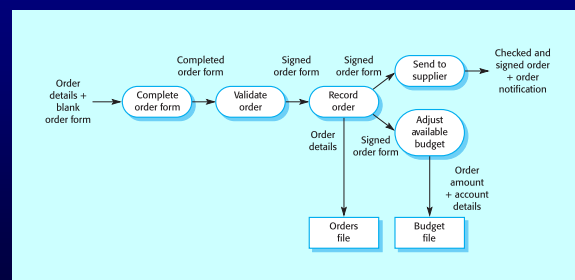 Order
details +
blank
order form
Complete
order form
Completed
order form
Validate
order
Signed
order form
Record
order
Signed
order form
Send to
supplier
Checked and
signed order
+ order
notification
Order
details
Signed
order form
Adjust
available
budget
Order
amount
+ account
details
Orders
file
Budget
file